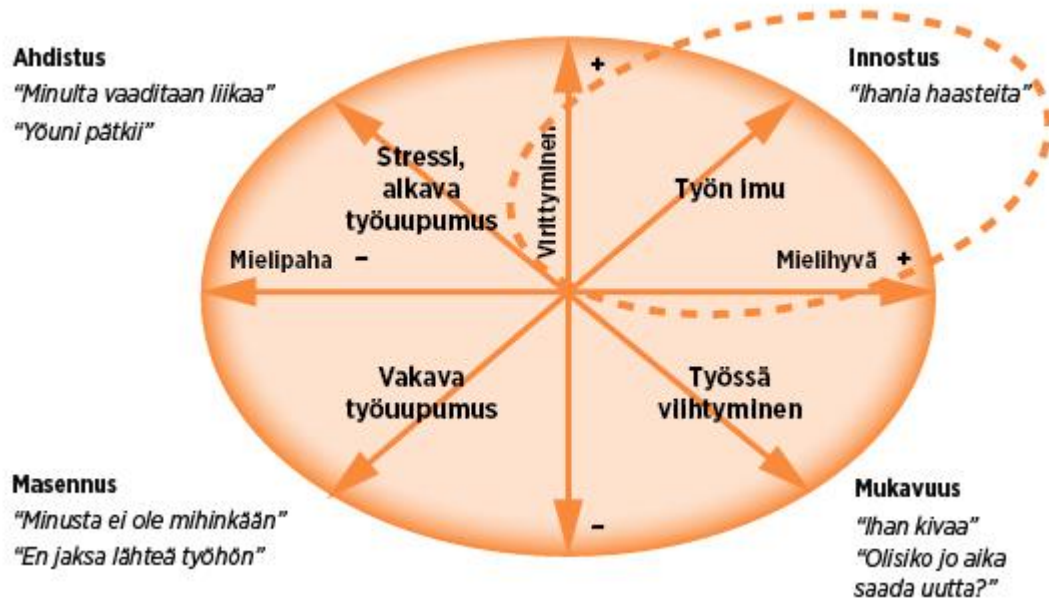 Ahdistus
"Minulta vaaditaan liikaa"
"Yöuni pätkii"
Innostus
"Ihania haasteita"
+
Virittyminen
Stressi,
alkava
työuupumus
Työn imu
Mielipaha –
Mielihyvä +
Vakava
työuupumus
Työssä
viihtyminen
–
Masennus
"Minusta ei ole mihinkään"
"En jaksa lähteä työhön"
Mukavuus
"Ihan kivaa"
"Olisiko jo aika
saada uutta?"